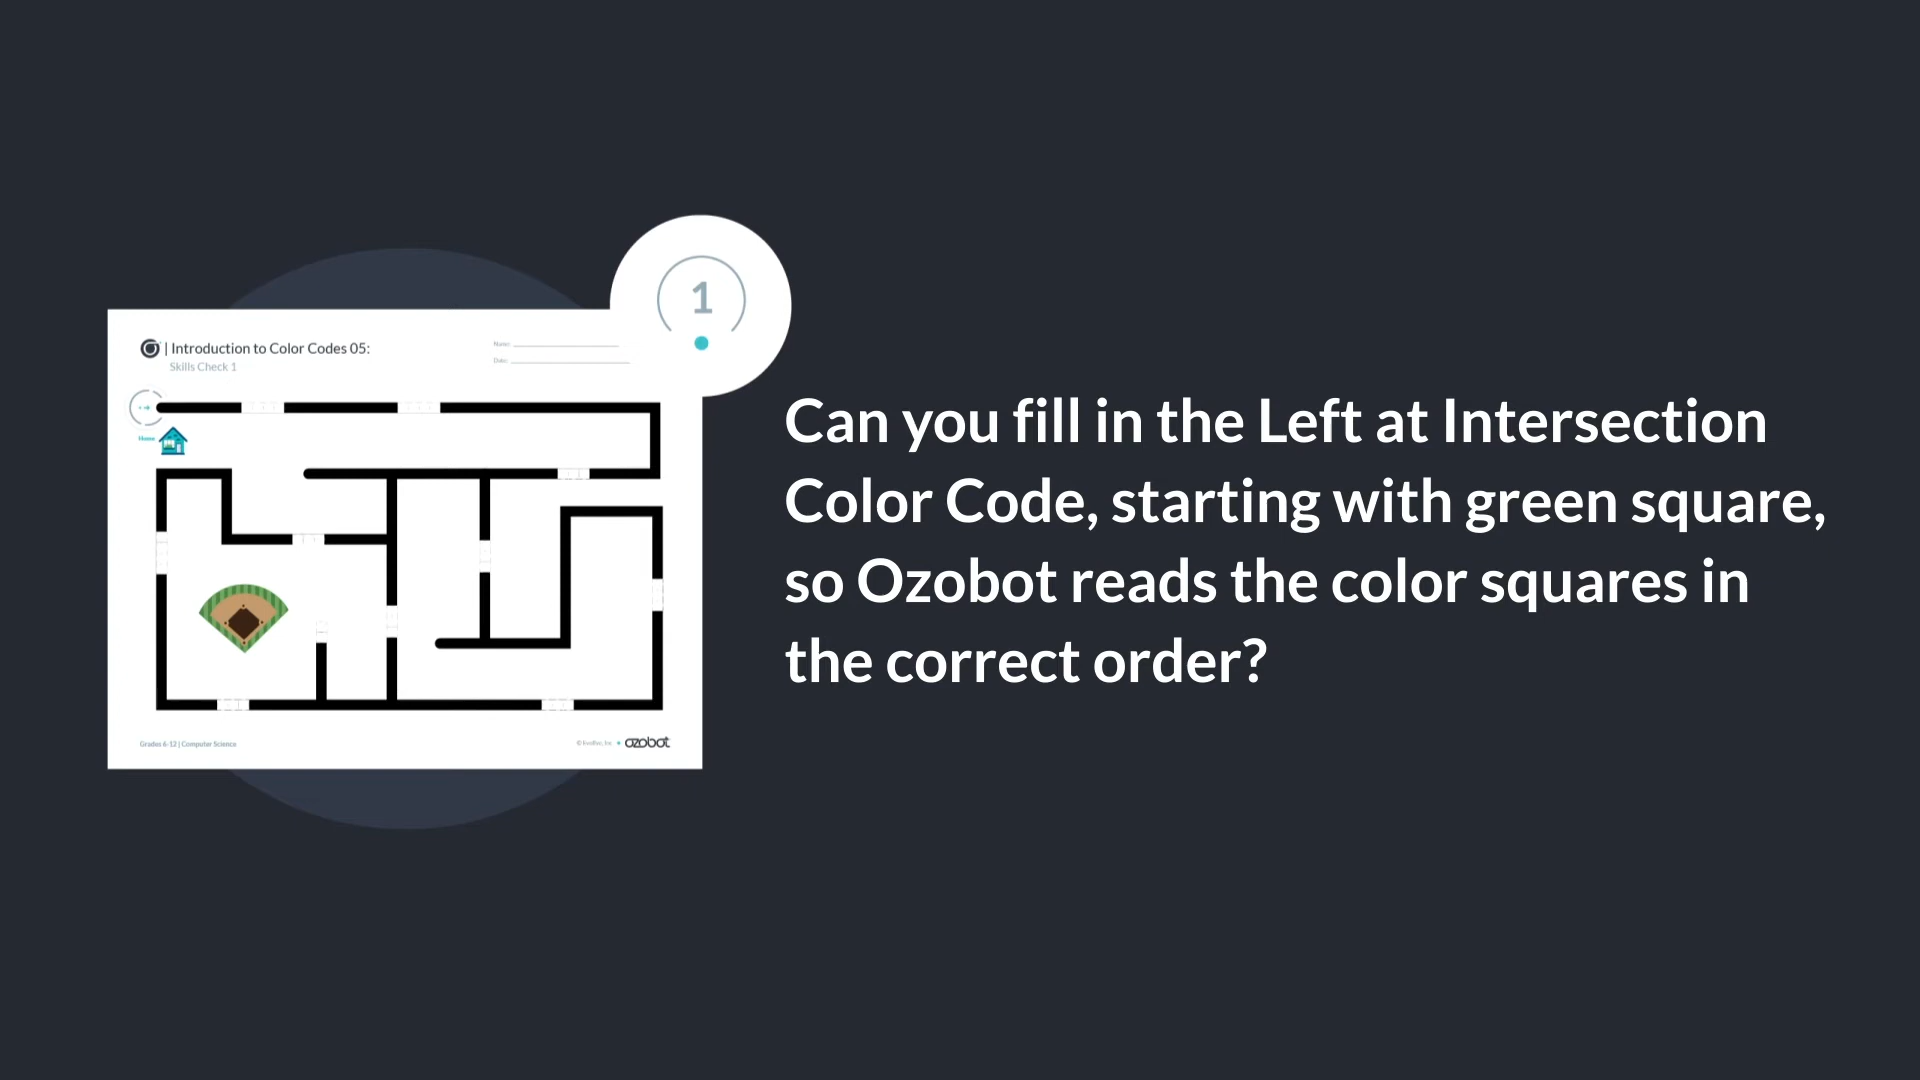 1
| Introduction to Color Codes 05:
Skills Check 1
Name:
Date:
Home
Can you fill in the Left at Intersection
Color Code, starting with green square,
so Ozobot reads the color squares in
the correct order?
Grades 6-12 | Computer Science
ozobot